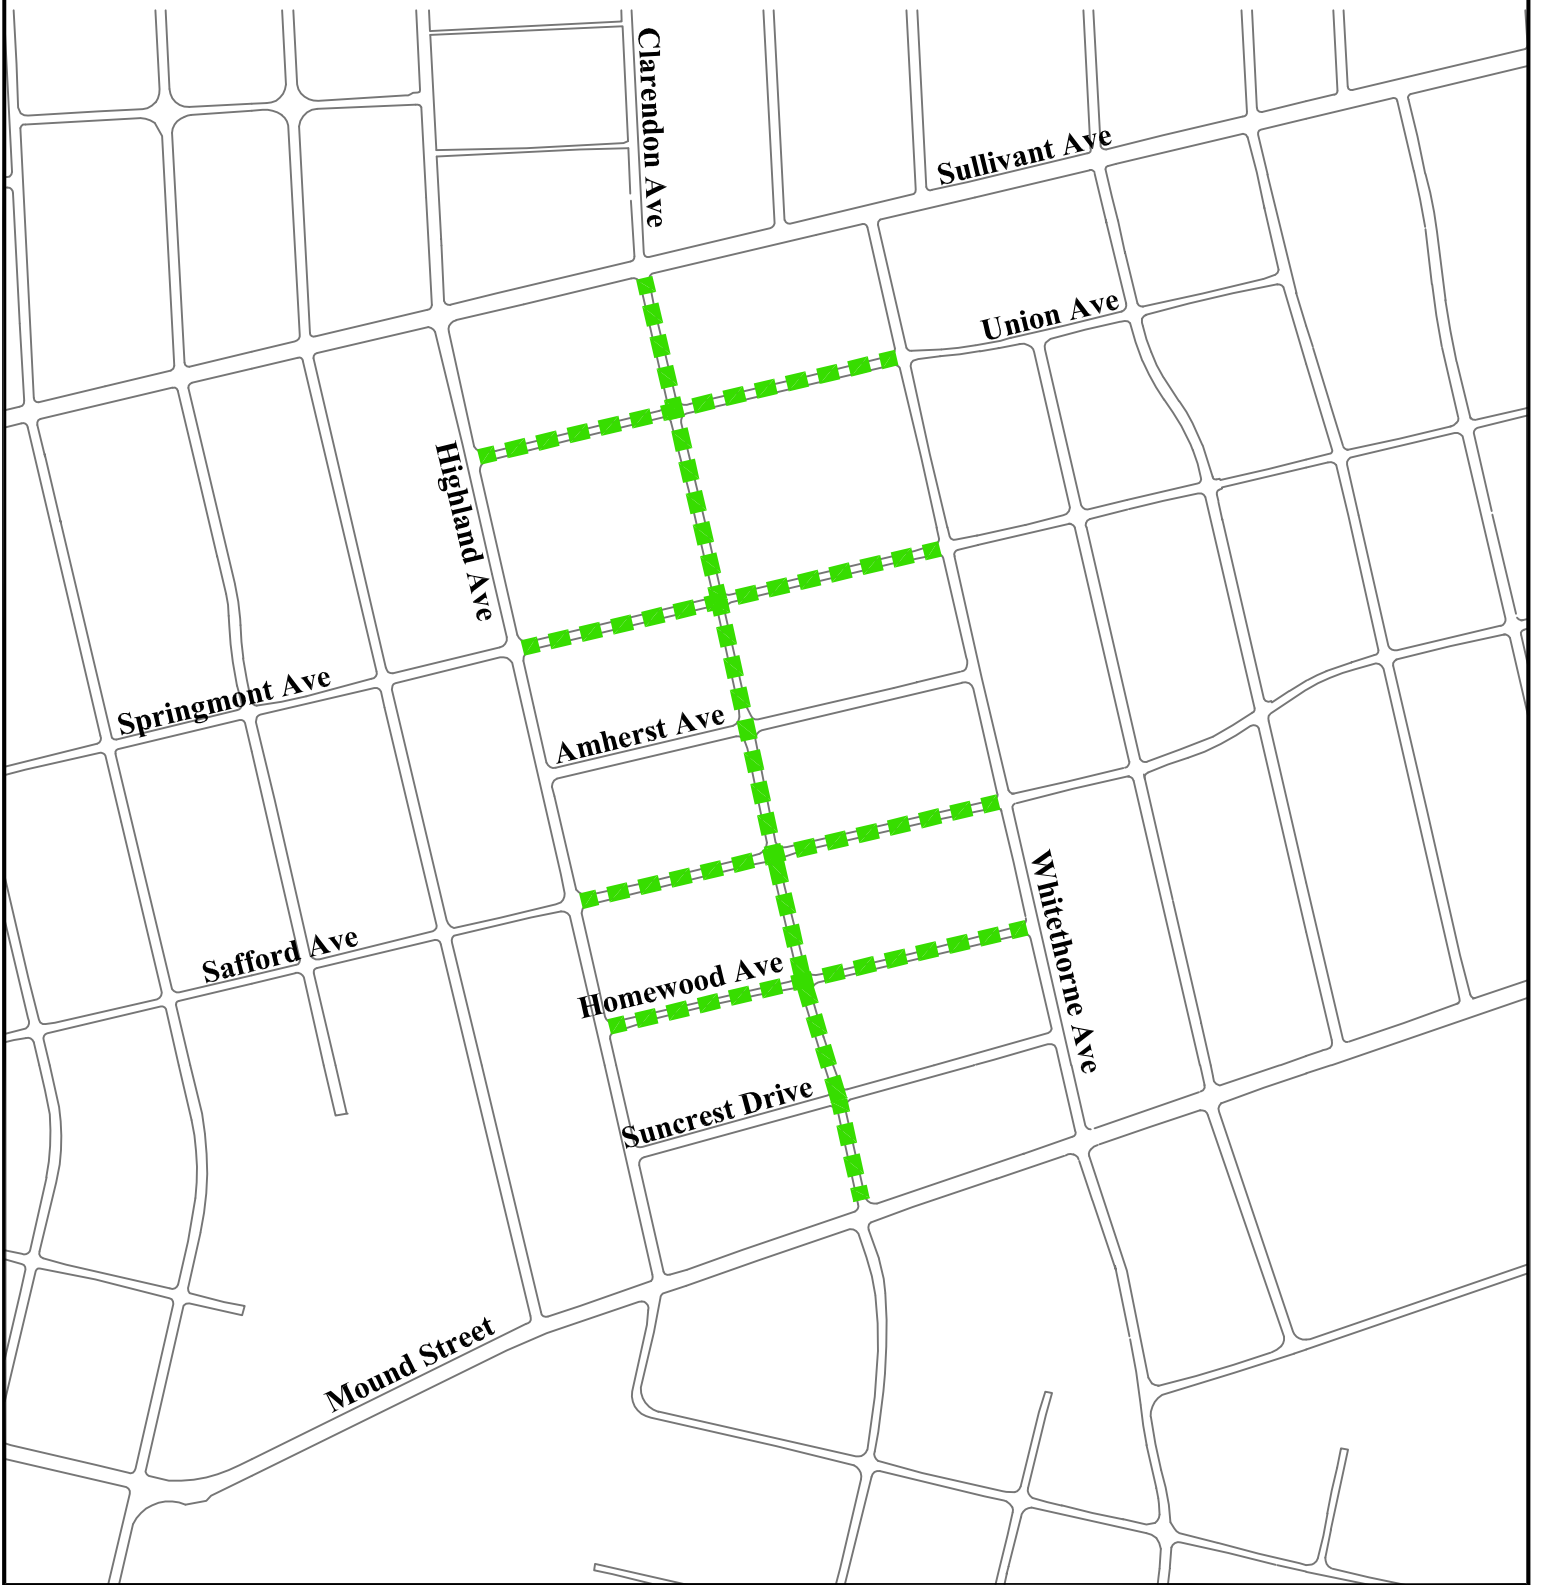 Clarendon Ave
Sullivant Ave
Union Ave
Highland Ave
Springmont Ave
Amherst Ave
Whitethorne Ave
Safford Ave
Homewood Ave
Suncrest Drive
Mound Street